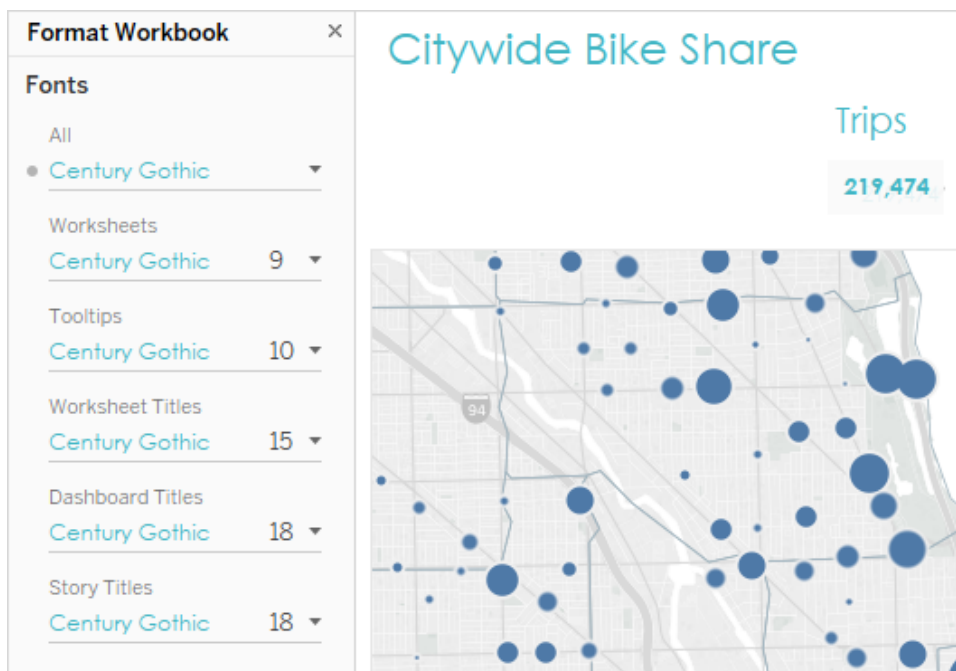 Format Workbook ×
Fonts
All
Century Gothic
Worksheets
Century Gothic 9
Tooltips
Century Gothic 10
Worksheet Titles
Century Gothic 15
Dashboard Titles
Century Gothic 18
Story Titles
Century Gothic 18
Citywide Bike Share
Trips
219,474
94